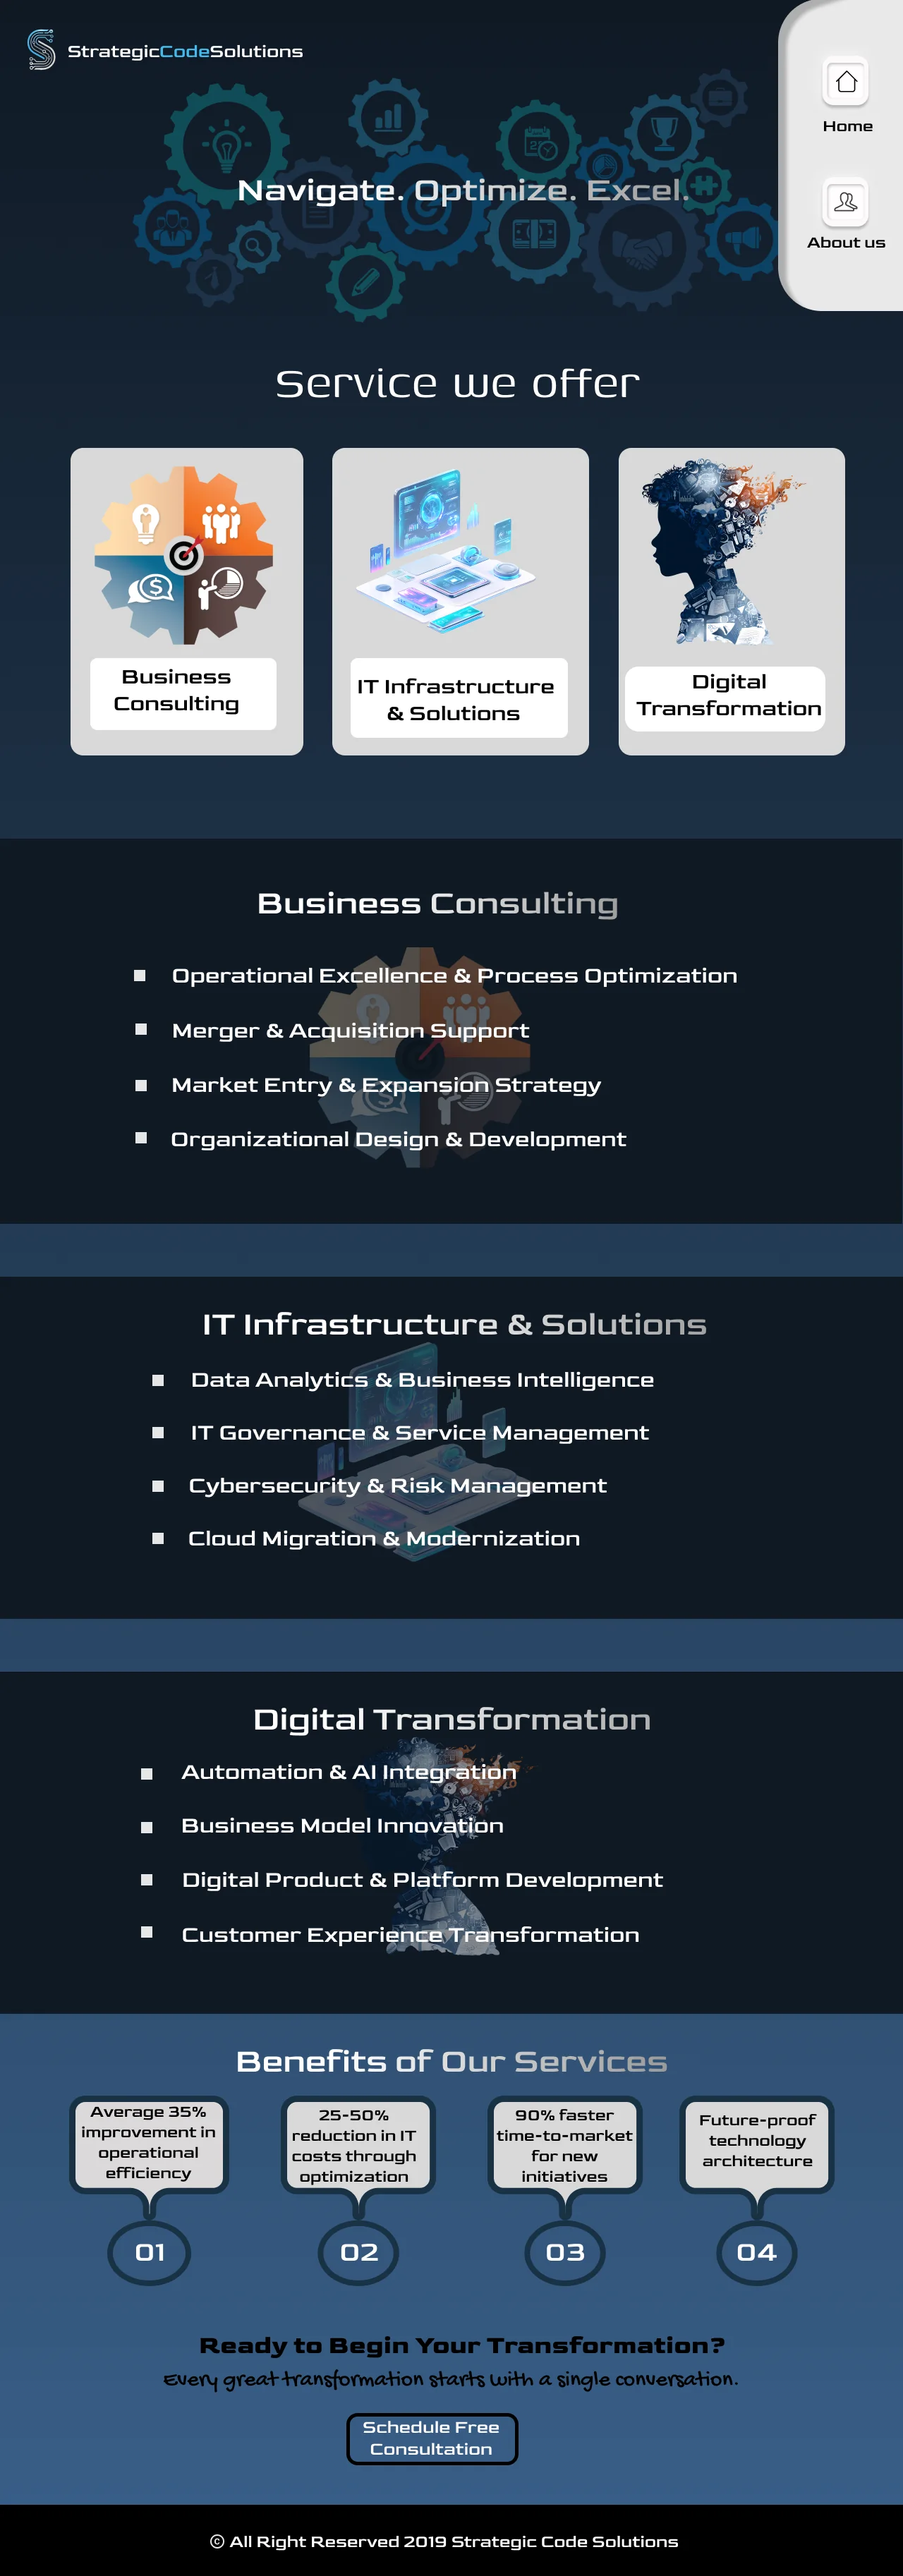 StrategicCodeSolutions
Home
About us
Navigate. Optimize. Excel.
Service we offer
Business
Consulting
IT Infrastructure
& Solutions
Digital
Transformation
Business Consulting
Operational Excellence & Process Optimization
Merger & Acquisition Support
Market Entry & Expansion Strategy
Organizational Design & Development
IT Infrastructure & Solutions
Data Analytics & Business Intelligence
IT Governance & Service Management
Cybersecurity & Risk Management
Cloud Migration & Modernization
Digital Transformation
Automation & AI Integration
Business Model Innovation
Digital Product & Platform Development
Customer Experience Transformation
Benefits of Our Services
Average 35%
improvement in
operational
efficiency
01
25-50%
reduction in IT
costs through
optimization
02
90% faster
time-to-market
for new
initiatives
03
Future-proof
technology
architecture
04
Ready to Begin Your Transformation?
Every great transformation starts with a single conversation.
Schedule Free
Consultation
© All Right Reserved 2019 Strategic Code Solutions